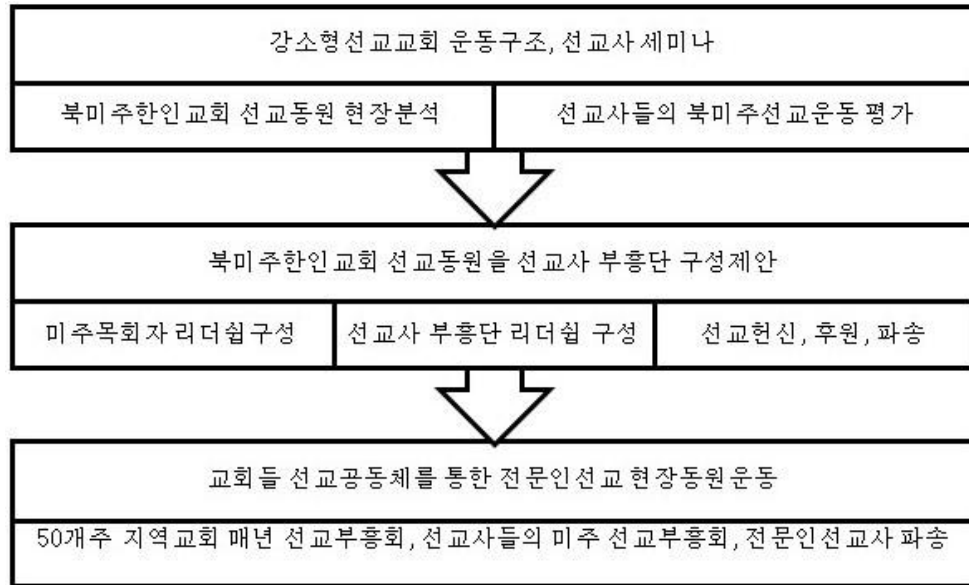 강소형선교교회 운동구조, 선교사 세미나
북미주한인교회 선교동원 현장분석
선교사들의 북미주선교운동 평가
북미주한인교회 선교동원을 선교사 부흥단 구성제안
미주목회자 리더쉽구성
선교사 부흥단 리더쉽 구성
선교헌신, 후원, 파송
교회들 선교공동체를 통한 전문인선교 현장동원운동
50개주 지역교회 매년 선교부흥회, 선교사들의 미주 선교부흥회, 전문인선교사 파송